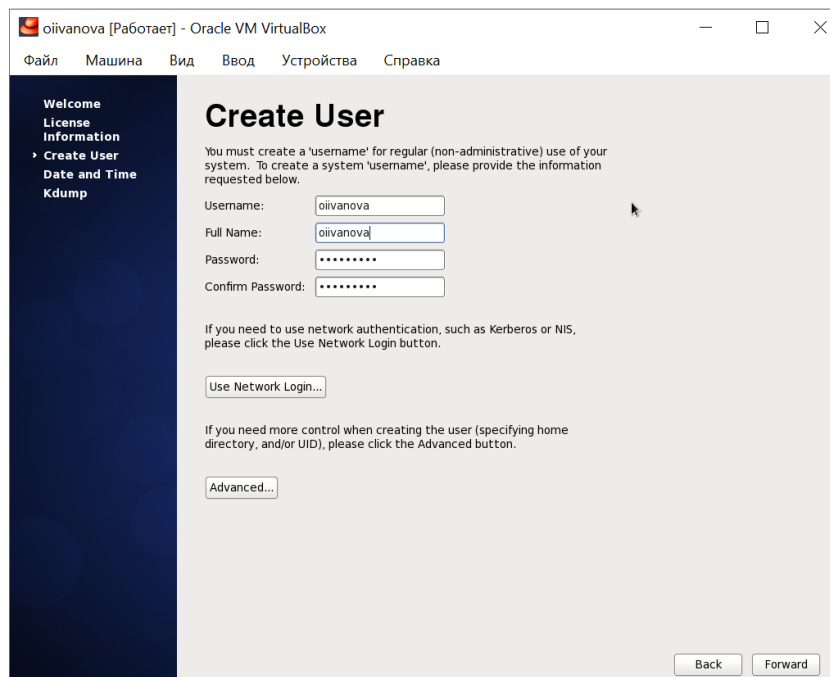 oiivanova [Работает] - Oracle VM VirtualBox
Файл Машина Вид Ввод Устройства Справка
Welcome
License
Information
Create User
Date and Time
Kdump
Create User
You must create a 'username' for regular (non-administrative) use of your
system. To create a system 'username', please provide the information
requested below.
Username: oiivanova
Full Name: oiivanova
Password: •••••••••
Confirm Password: •••••••••
If you need to use network authentication, such as Kerberos or NIS,
please click the Use Network Login button.
Use Network Login...
If you need more control when creating the user (specifying home
directory, and/or UID), please click the Advanced button.
Advanced...
Back Forward